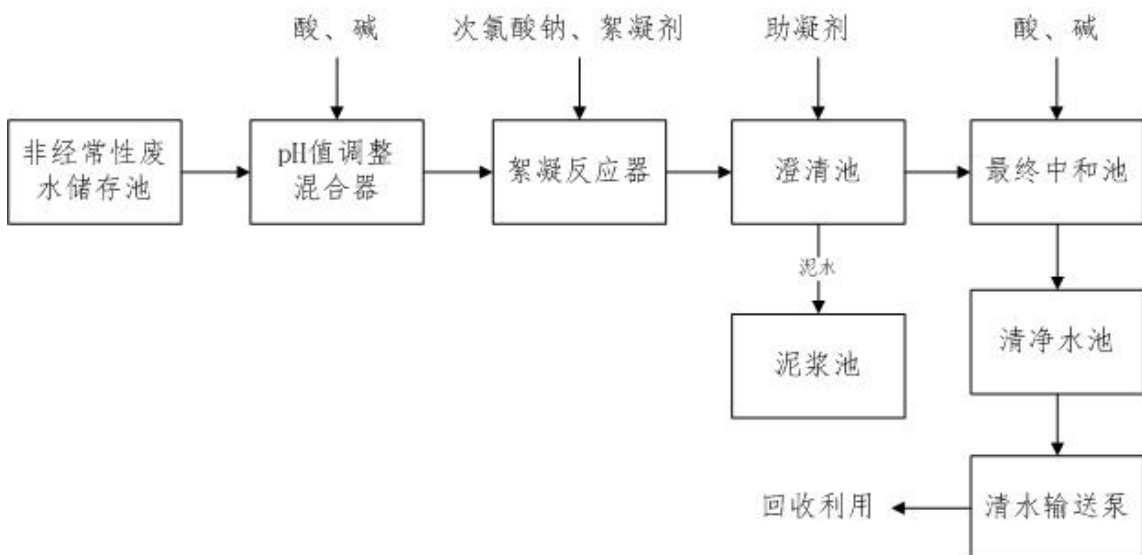 酸、碱
次氯酸钠、絮凝剂
助凝剂
酸、碱
非经常性废
水储存池
pH值调整
混合器
絮凝反应器
澄清池
最终中和池
泥水
泥浆池
清净水池
回收利用
清水输送泵